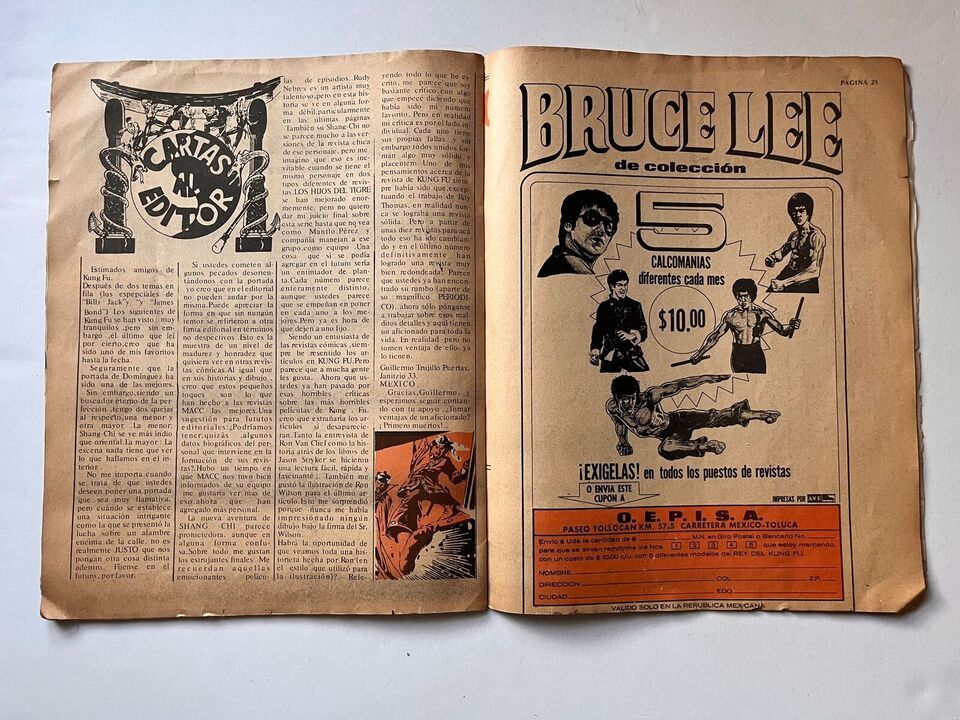 CARTAS
AL
EDITOR
Estimados amigos de
Kung Fu.
Después de dos temas en
fila (los espeçiales de
"Billy Jack" y "James
Bond") Los siguientes de
Kung Fu se han visto muy
tranquilos, pero sin em-
bargo ,el último que leí
por cierto,creo que ha
sido uno de mis favoritos
hasta la fecha.
Seguramente que la
portada de Domínguez ha
sido una de las mejores.
Sin embargo,siendo un
buscador eterno de la per-
fección ,tengo dos quejas
al respecto,una menor y
otra mayor .La menor:
Shang-Chi se ve más indio
que oriental.La mayor: La
escena nada tiene que ver
lo que hallamos en el in-
terior .
No me importa cuando
se trata de que ustedes
deseen poner una portada
que sea muy llamativa,
pero cuando se establece
una situación intrigante
como la que se presentó la
lucha sobre un alambre
encima de la calle, no es
realmente JUSTO que nos
pongan otra cosa distinta
adentro. Fíjense en el
futuro, por favor.
Si ustedes cometen al-
gunos pecados desorien-
tándonos con la portada
,o creo que en el editorial
no pueden andar por la
misma.Puede apreciar la
forma en que sin ningún
temor se refirieron a otra
firma editorial en términos
no despectivos. Esto es la
muestra de un nivel de
madurez y honradez que
quisiera ver en otras revis-
tas cómicas.Al igual que
en sus historias y dibujo ,
creo que estos pequeños
toques son lo que
han hecho a las revistas
MACC las mejores.Una
sugestión para futuros
editoriales:¿Podríamos
tener,quizás ,algunos
datos biográficos del per-
sonal que interviene en la
formación de sus revis-
tas?.Hubo un tiempo en
que MACC nos tuvo bien
informados de su equipo
,me gustaría ver mas de
eso,ahora que han
agregado más personal.
La nueva aventura de
SHANG - CHI parece
prometedora, aunque en
alguna forma confu-
sa.Sobre todo me gustan
los estrujantes finales Me
recuerdan aquellas
emocionantes pelícu-
las de episodios..Rudy
Nebres es un artista muy
talentoso,pero en esta his-
toria se ve en alguna for-
ma débil,particularmente
en las últimas páginas
También su Shang-Chi no
se parece mucho a las ver-
siones de la revista chica
de ese personaje, pero me
imagino que eso es ine-
vitable cuando se tiene el
mismo personaje en dos
tipos diferentes de revis-
tas.LOS HIJOS DEL TIGRE
se han mejorado enor-
memente, pero no quiero
dar mi juicio final sobre
esta serie hasta que no vea
como Mantlo,Pérez y
compañía manejan a ese
grupo,como equipo .Una
cosa que sí se podía
agregar en el futuro sería
un entintador de plan-
ta.Cada número parece
enteramente distinto,
aunque ustedes parece
que se empeñan en poner
en cada uno a los me-
jores.Pero ya es hora de
que dejen a uno fijo.
Siendo un entusiasta de
las revistas cómicas, siem-
pre he resentido los ar-
tículos en KUNG FU.Pero
parece que a mucha gente
les gusta. Ahora que us-
tedes ya han pasado por
esas horribles críticas
sobre las más horribles
películas de Kung . Fu,
creo que extrañaría los ar-
tículos si desaparecie-
ran.Tanto la entrevista de
Ron Van Clief como la his-
toria atrás de los libros de
Jason Stryker se hicieron
una lectura fácil, rápida y
fascinante . También me
gustó la ilustración de Ron
Wilson para el último ar-
tículo.Esto me sorprendió
porque nunca me había
impresionado ningún
dibujo bajo la firma del Sr.
Wilson.
Habrá la oportunidad de
que veamos toda una his-
torieta hecha por Ron (en
el estilo que utilizó para
la ilustración)?. Rele-
yendo todo lo que he es-
crito, me parece que soy
bastante crítico con algo
que empecé diciendo que
había sido mi número
favorito. Pero en realidad
mi crítica es por el lado in-
dividual. Cada uno tiene
sus propias fallas ,y sin
embargo todos unidos for-
man algo muy sólido y
placentero Uno de mis
pensamientos acerca de la
revista de KUNG FU siem-
pre había sido que,excep-
tuando el trabajo de Roy
Thomas, en realidad nun-
ca se lograba una revista
sólida. Pero a partir de
unas diez revistas para acá
todo eso ha ido cambian-
do y en el último número
definitivamente han
logrado una revista muy
bien redondeada. Parece
que ustedes ya han encon-
trado su rumbo (aparte de
su magnífico PERIODI-
CO), ahora sólo pónganse
a trabajar sobre esos mal-
ditos detalles y aquí tienen
un aficionado para toda la
vida. En realidad ¡pero no
tomen ventaja de ello- ya
lo tienen.
Guillermo Trujillo Puertas,
Janitzio 33.
MEXICO.
Gracias,Guillermo., y
esperamos seguir contan-
do con tu apoyo .¿Tomar
ventajas de un aficionado?
¡Primero muertos!..
PAGINA 25
BRUCE LEE
de colección
5
CALCOMANIAS
diferentes cada mes
$10.00
¡EXIGELAS! en todos los puestos de revistas
O ENVIA ESTE
CUPON A
IMPRESAS POR
O. E. P. I. S. A.
PASEO TOLLOCAN KM. 57.5 CARRETERA MEXICO-TOLUCA
Envío a Uds. la cantidad de $ M.N. en Giro Postal o Bancario No.
para que se sirvan remitirme los Nos. 1 2 3 4 5 que estoy marcando,
con un costo de $ 10.00 c/u. con 5 diferentes modelos del REY DEL KUNG FU.
NOMBRE
DIRECCION COL. Z.P.
CIUDAD EDO.
VALIDO SOLO EN LA REPUBLICA MEXICANA